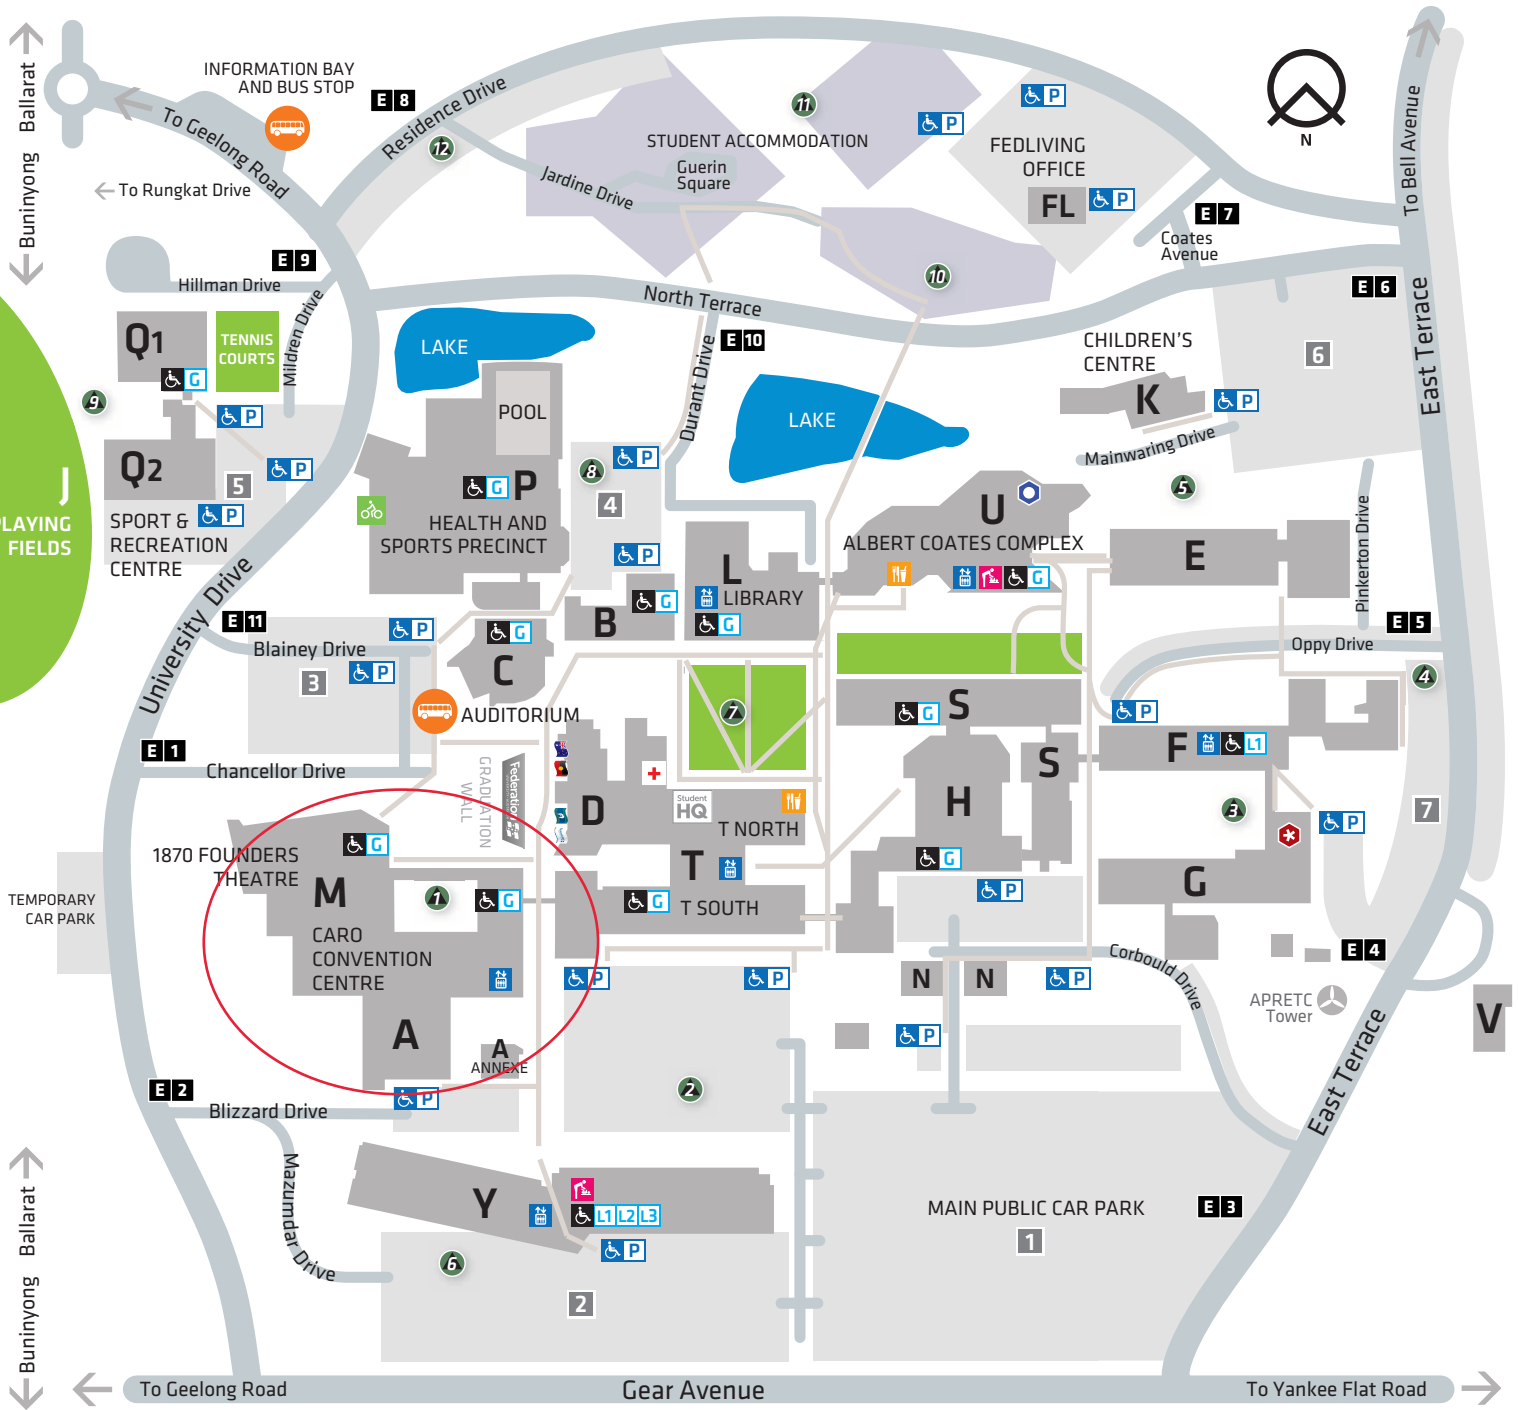 Buninyong Ballarat
INFORMATION BAY
AND BUS STOP
E 8
To Geelong Road
To Rungkat Drive
Residence Drive
12
11
STUDENT ACCOMMODATION
Guerin
Square
Jardine Drive
P
P
FEDLIVING
OFFICE
FL
P
E 7
Coates
Avenue
N
To Bell Avenue
10
E 9
Hillman Drive
Mildren Drive
North Terrace
E 10
E 6
East Terrace
Q1
G
TENNIS
COURTS
LAKE
POOL
Durant Drive
LAKE
CHILDREN'S
CENTRE
K
P
Mainwaring Drive
6
9
J
PLAYING
FIELDS
P
Q2
P
5
P
SPORT &
RECREATION
CENTRE
G
P
HEALTH AND
SPORTS PRECINCT
8
P
4
P
U
ALBERT COATES COMPLEX
G
5
E
Pinkerton Drive
E 5
Oppy Drive
L
LIBRARY
G
B
G
University Drive
E 11
Blainey Drive
P
P
3
C
G
AUDITORIUM
E 1
Chancellor Drive
7
S
G
S
P
F
L1
4
GRADUATION
WALL
Federation
D
Student
HQ
T NORTH
T
T SOUTH
G
H
G
P
3
P
7
G
1870 FOUNDERS
THEATRE
G
M
1
G
CARO
CONVENTION
CENTRE
A
A
ANNEXE
TEMPORARY
CAR PARK
P
P
N
N
P
P
Corbould Drive
E 4
APRETC
Tower
V
East Terrace
E 2
Blizzard Drive
P
2
Mazumdar Drive
Y
L1 L2 L3
P
6
2
MAIN PUBLIC CAR PARK
1
E 3
Buninyong Ballarat
To Geelong Road
Gear Avenue
To Yankee Flat Road